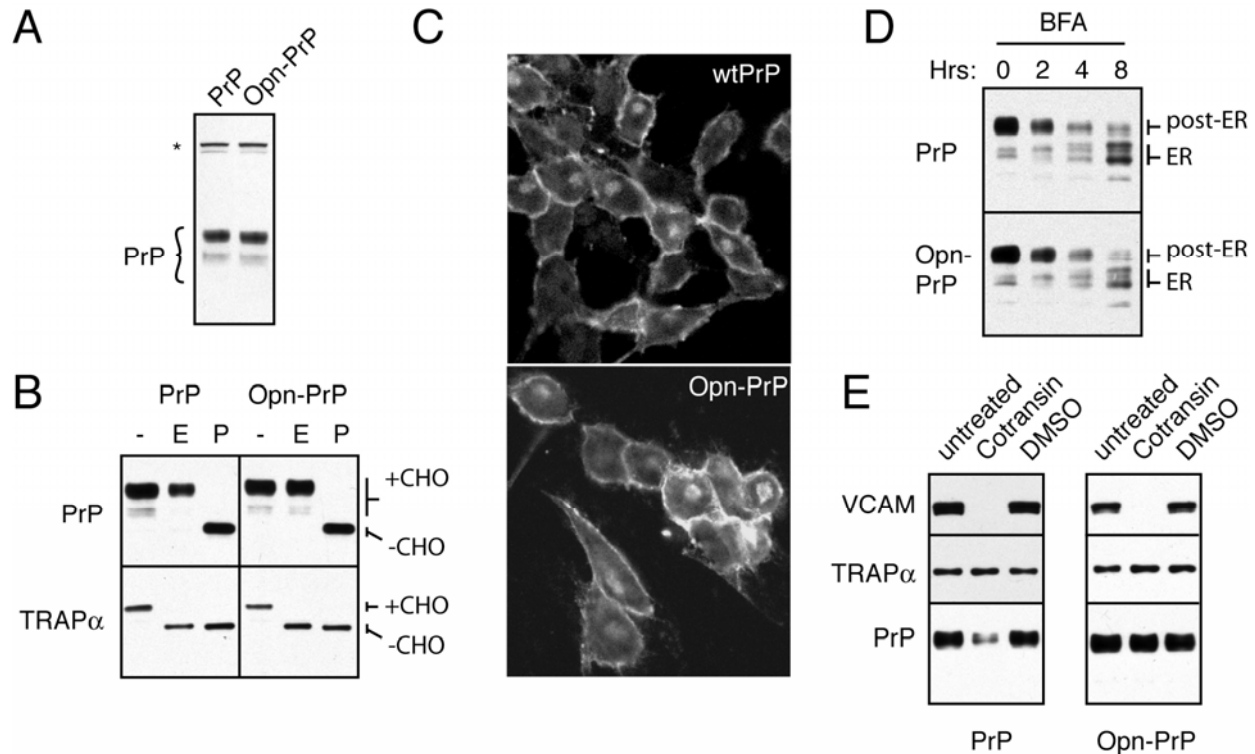 A
PrP
Opn-PrP
*
PrP
B
PrP Opn-PrP
- E P - E P
PrP
+CHO
-CHO
TRAPα
+CHO
-CHO
C
wtPrP
Opn-PrP
D
BFA
Hrs: 0 2 4 8
PrP
post-ER
ER
Opn-
PrP
post-ER
ER
E
untreated
Cotransin
DMSO
untreated
Cotransin
DMSO
VCAM
TRAPα
PrP
PrP Opn-PrP